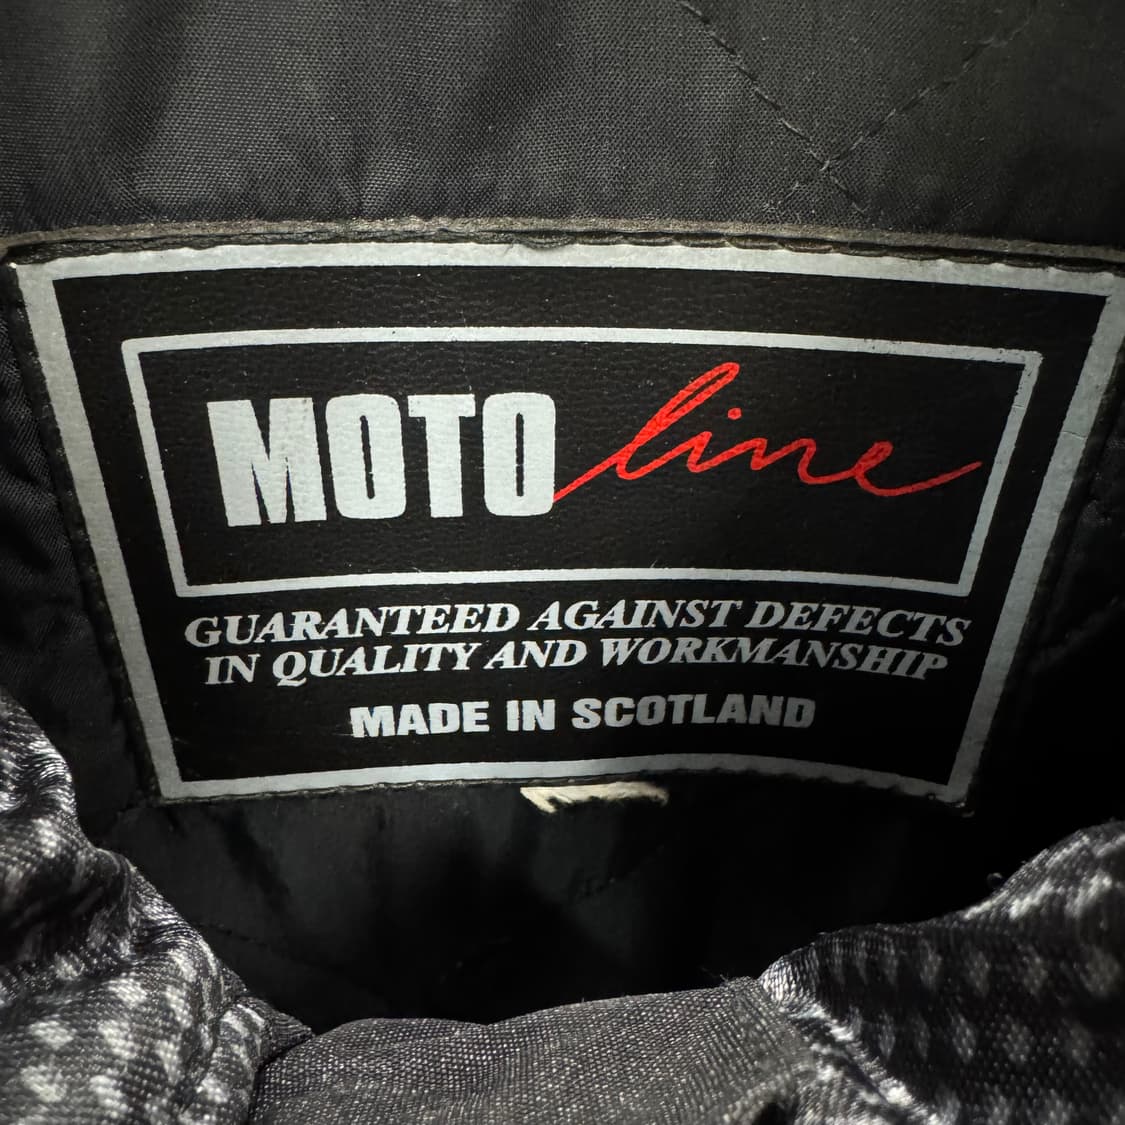 MOTO line
GUARANTEED AGAINST DEFECTS
IN QUALITY AND WORKMANSHIP
MADE IN SCOTLAND